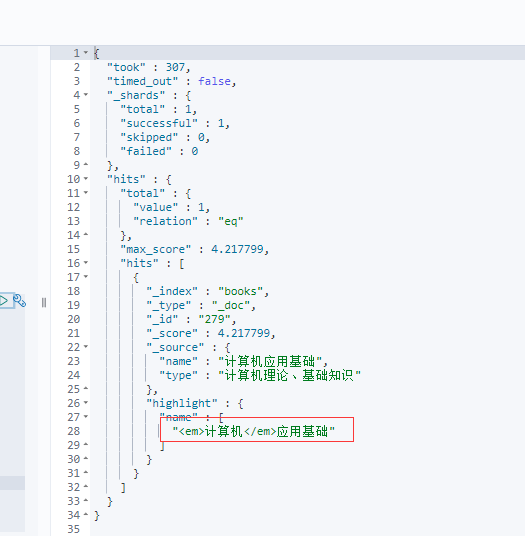 1 {
2 "took" : 307,
3 "timed_out" : false,
4 "_shards" : {
5 "total" : 1,
6 "successful" : 1,
7 "skipped" : 0,
8 "failed" : 0
9 },
10 "hits" : {
11 "total" : {
12 "value" : 1,
13 "relation" : "eq"
14 },
15 "max_score" : 4.217799,
16 "hits" : [
17 {
18 "_index" : "books",
19 "_type" : "_doc",
20 "_id" : "279",
21 "_score" : 4.217799,
22 "_source" : {
23 "name" : "计算机应用基础",
24 "type" : "计算机理论、基础知识"
25 },
26 "highlight" : {
27 "name" : [
28 "<em>计算机</em>应用基础"
29 ]
30 }
31 }
32 ]
33 }
34 }
35